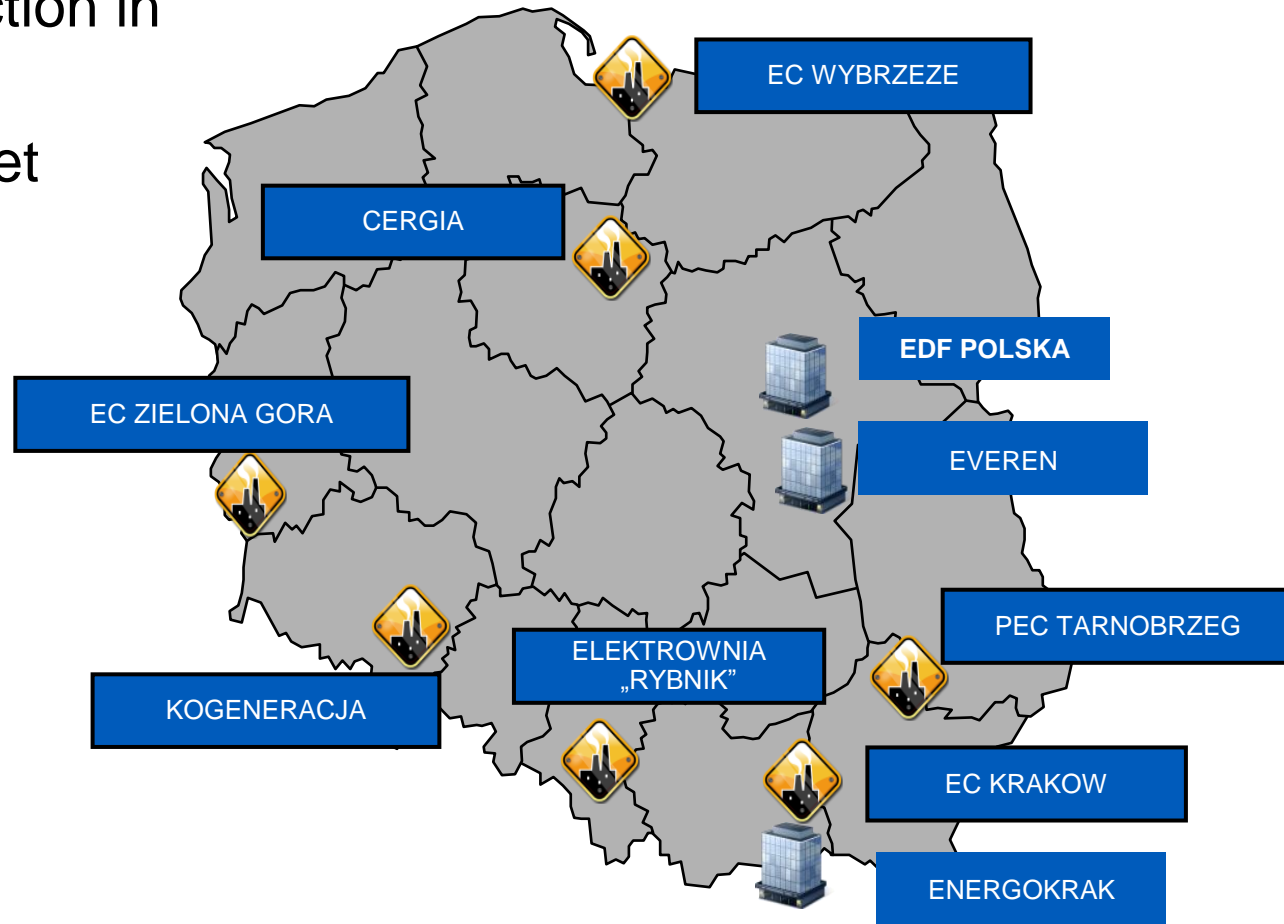 ction in
et
EC WYBRZEZE
CERGIA
EDF POLSKA
EC ZIELONA GORA
EVEREN
PEC TARNOBRZEG
ELEKTROWNIA
„RYBNIK”
KOGENERACJA
EC KRAKOW
ENERGOKRAK